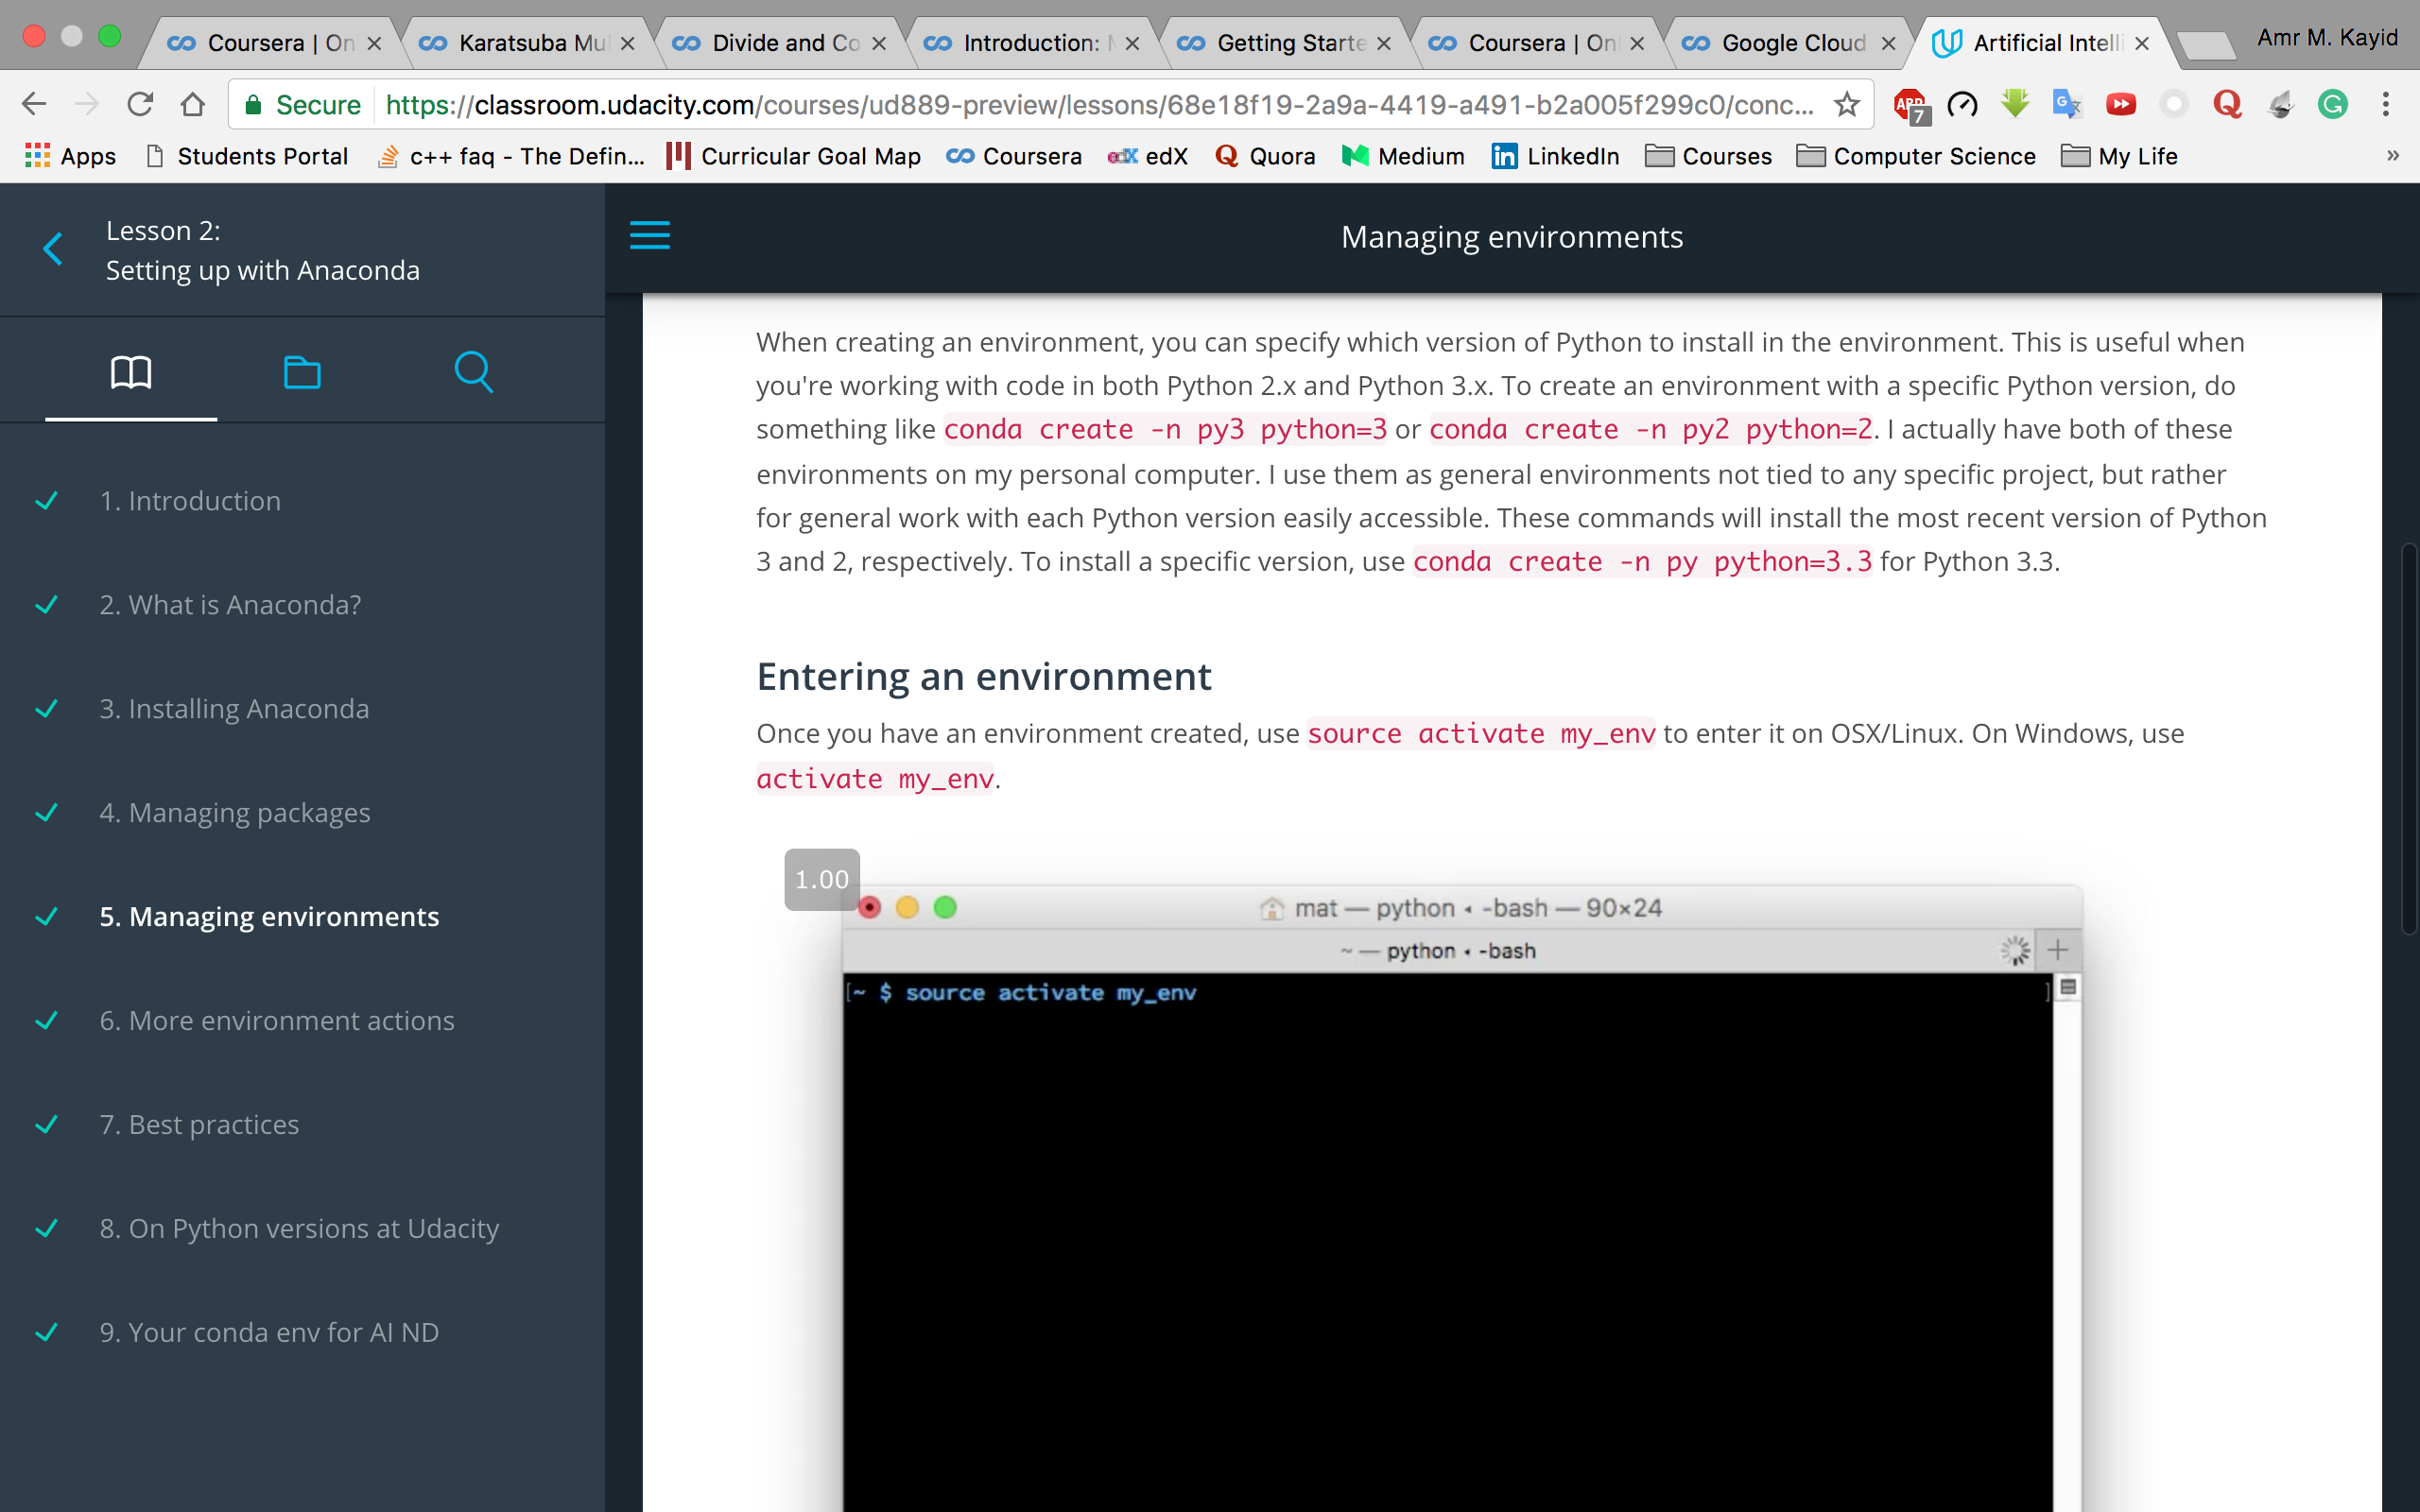 Coursera | On
Karatsuba Mul
Divide and Co
Introduction:
Getting Starte
Coursera | Onl
Google Cloud
Artificial Intelli
Amr M. Kayid
Secure
https://classroom.udacity.com/courses/ud889-preview/lessons/68e18f19-2a9a-4419-a491-b2a005f299c0/conc...
ABP
7
Apps
Students Portal
c++ faq - The Defin...
Curricular Goal Map
Coursera
edX
Quora
Medium
LinkedIn
Courses
Computer Science
My Life
»
Lesson 2:
Setting up with Anaconda
1. Introduction
2. What is Anaconda?
3. Installing Anaconda
4. Managing packages
5. Managing environments
6. More environment actions
7. Best practices
8. On Python versions at Udacity
9. Your conda env for AI ND
Managing environments
When creating an environment, you can specify which version of Python to install in the environment. This is useful when
you're working with code in both Python 2.x and Python 3.x. To create an environment with a specific Python version, do
something like conda create -n py3 python=3 or conda create -n py2 python=2. I actually have both of these
environments on my personal computer. I use them as general environments not tied to any specific project, but rather
for general work with each Python version easily accessible. These commands will install the most recent version of Python
3 and 2, respectively. To install a specific version, use conda create -n py python=3.3 for Python 3.3.
Entering an environment
Once you have an environment created, use source activate my_env to enter it on OSX/Linux. On Windows, use
activate my_env.
1.00
mat — python ◂ -bash — 90×24
~ — python ◂ -bash
[~ $ source activate my_env ]